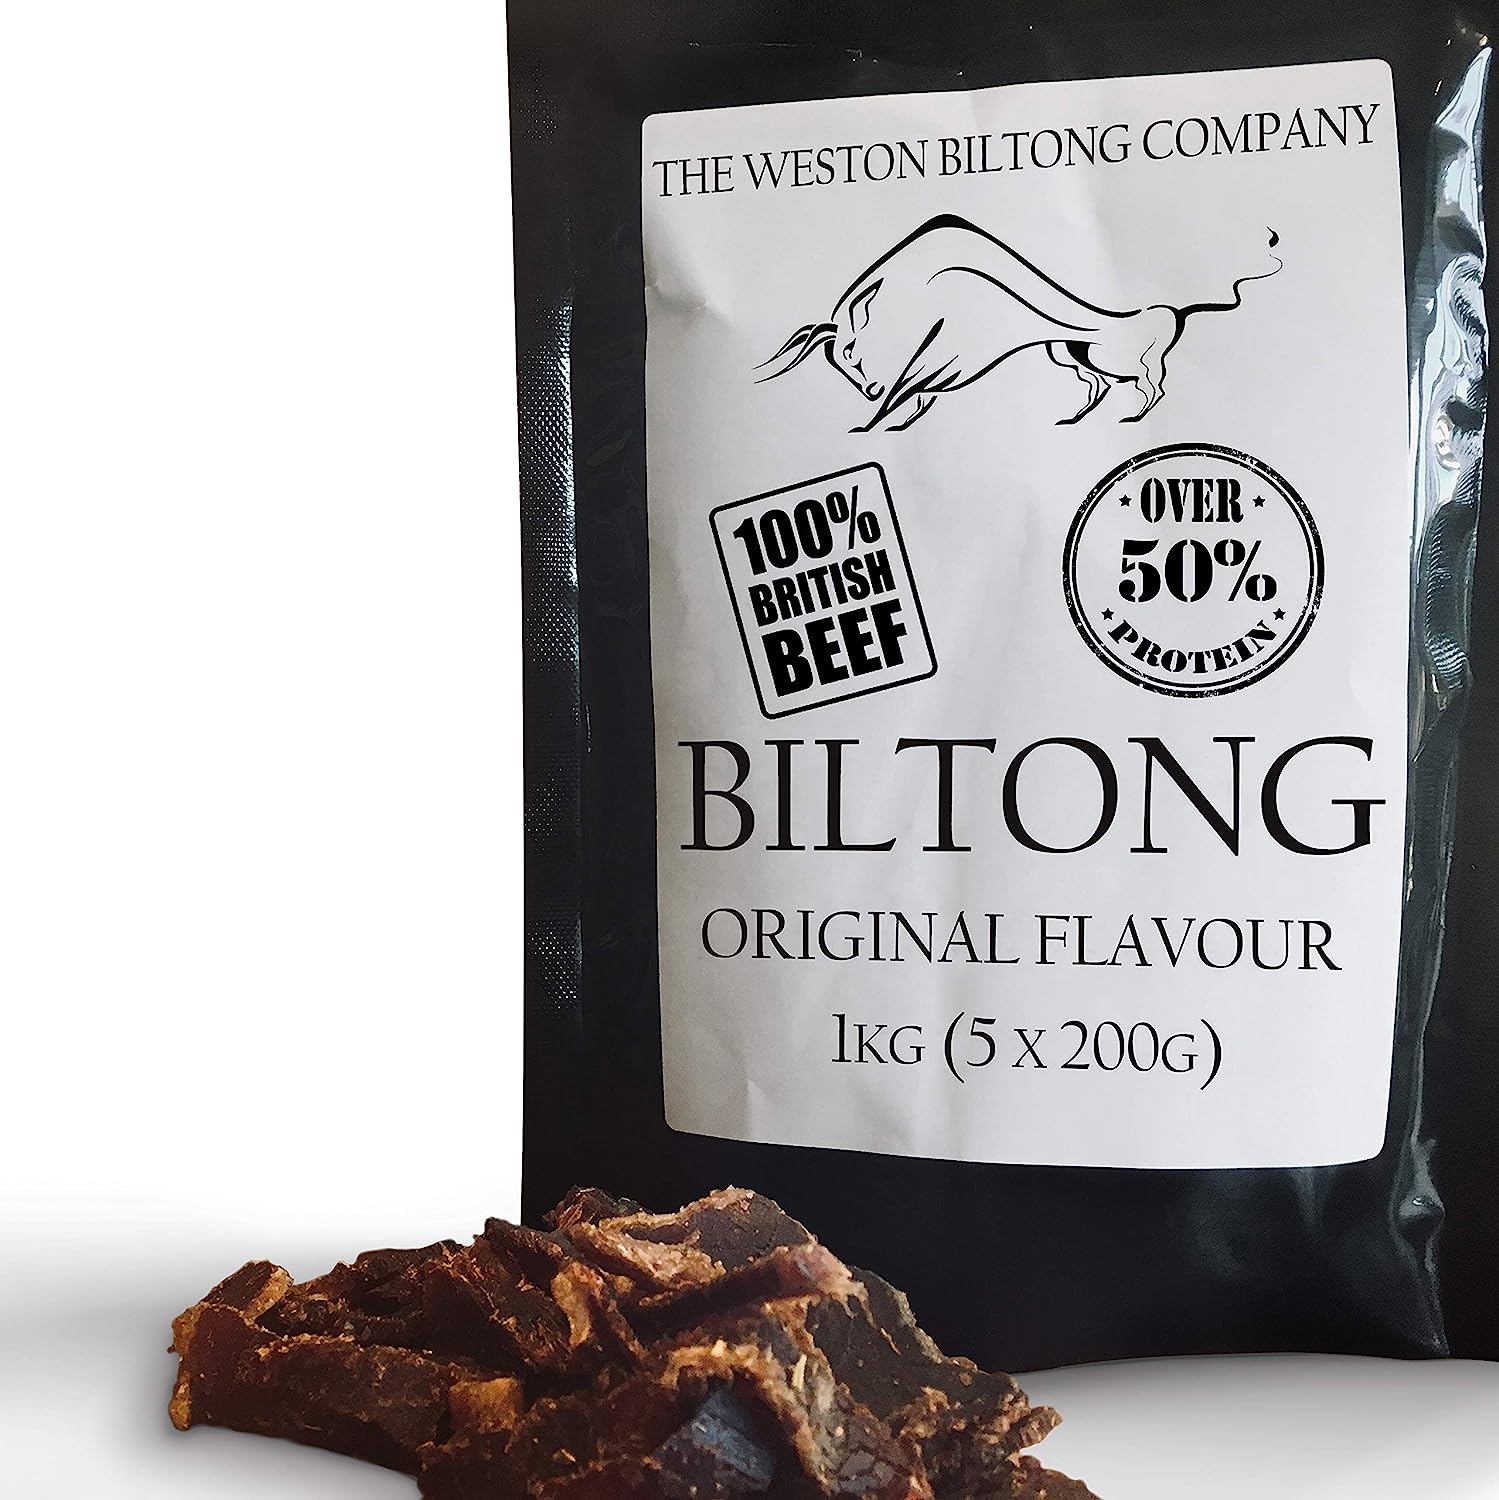 THE WESTON BILTONG COMPANY
100%
BRITISH
BEEF
OVER
50%
PROTEIN
BILTONG
ORIGINAL FLAVOUR
1KG (5 X 200G)